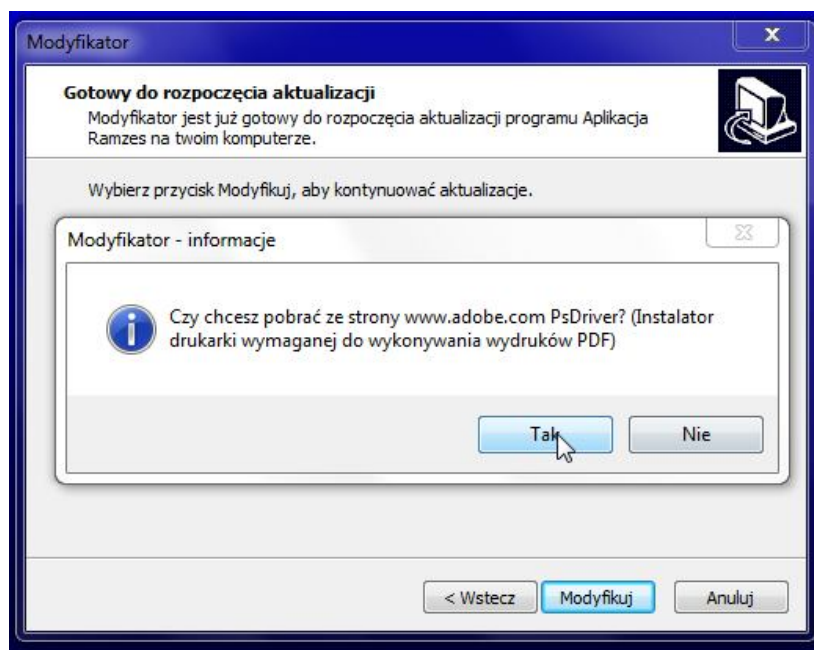 Modyfikator
Gotowy do rozpoczęcia aktualizacji
Modyfikator jest już gotowy do rozpoczęcia aktualizacji programu Aplikacja
Ramzes na twoim komputerze.
Wybierz przycisk Modyfikuj, aby kontynuować aktualizacje.
Modyfikator - informacje
Czy chcesz pobrać ze strony www.adobe.com PsDriver? (Instalator
drukarki wymaganej do wykonywania wydruków PDF)
Tak Nie
< Wstecz Modyfikuj Anuluj